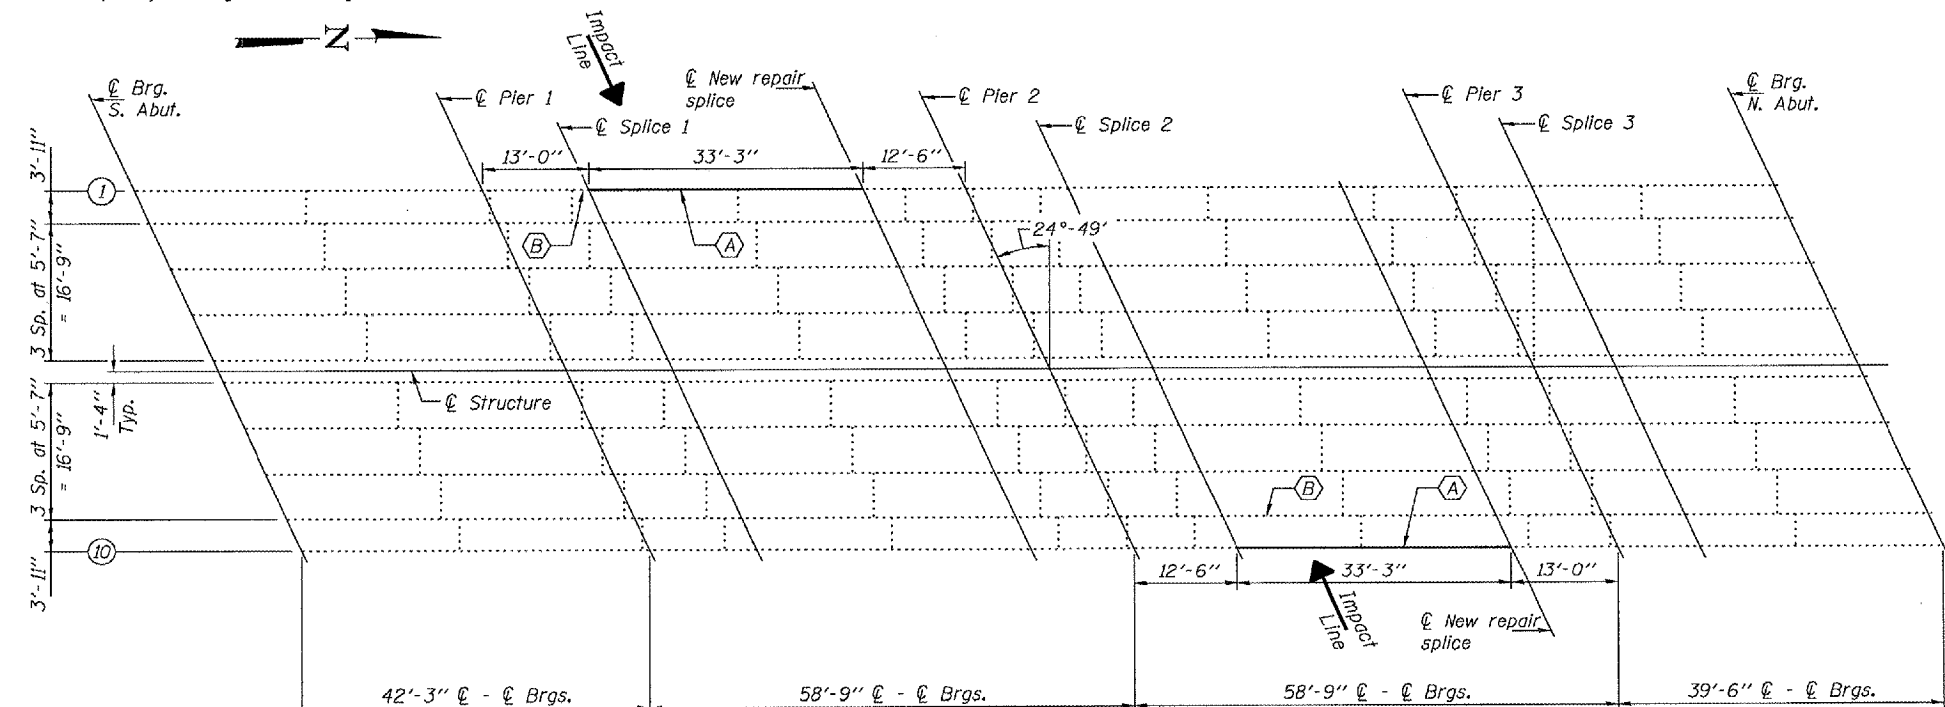 N
Impact
Line
℄ Brg.
S. Abut.
℄ Pier 1
℄ Splice 1
℄ New repair
splice
℄ Pier 2
℄ Splice 2
℄ Pier 3
℄ Splice 3
℄ Brg.
N. Abut.
13'-0"
33'-3"
12'-6"
3'-11"
1
B
A
24°-49'
3 Sp. at 5'-7"
= 16'-9"
1'-4"
Typ.
℄ Structure
3 Sp. at 5'-7"
= 16'-9"
B
A
10
3'-11"
12'-6"
33'-3"
13'-0"
Impact
Line
℄ New repair
splice
42'-3" ℄ - ℄ Brgs.
58'-9" ℄ - ℄ Brgs.
58'-9" ℄ - ℄ Brgs.
39'-6" ℄ - ℄ Brgs.